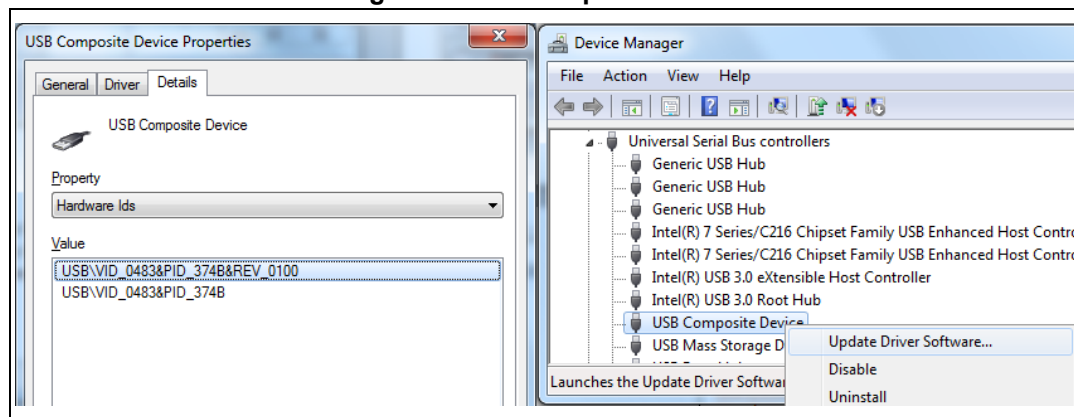 USB Composite Device Properties
General
Driver
Details
USB Composite Device
Property
Hardware Ids
Value
USB\VID_0483&PID_374B&REV_0100
USB\VID_0483&PID_374B
Device Manager
File Action View Help
Universal Serial Bus controllers
Generic USB Hub
Generic USB Hub
Generic USB Hub
Intel(R) 7 Series/C216 Chipset Family USB Enhanced Host Contro
Intel(R) 7 Series/C216 Chipset Family USB Enhanced Host Contro
Intel(R) USB 3.0 eXtensible Host Controller
Intel(R) USB 3.0 Root Hub
USB Composite Device
USB Mass Storage D
Update Driver Software...
Disable
Uninstall
Launches the Update Driver Softwar